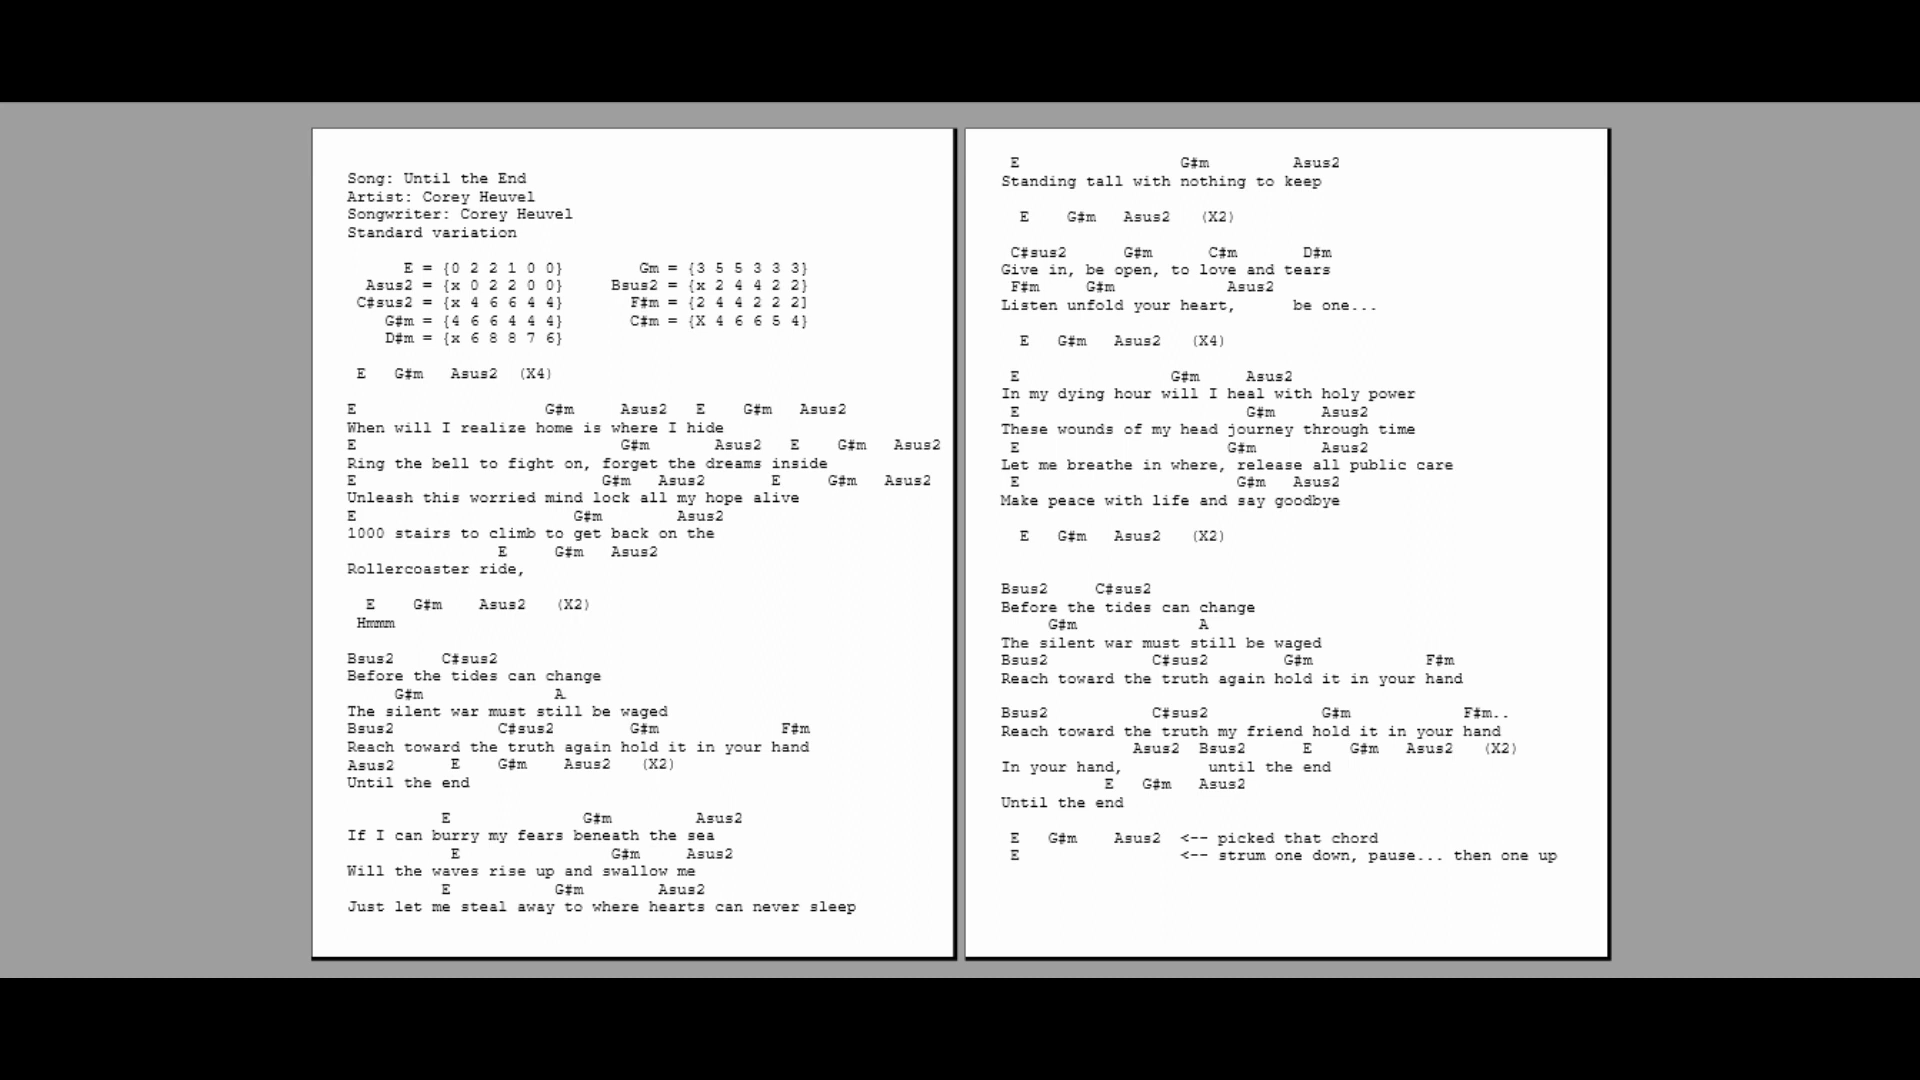 Song: Until the End
Artist: Corey Heuvel
Songwriter: Corey Heuvel
Standard variation
E = {0 2 2 1 0 0}     Gm = {3 5 5 3 3 3}
Asus2 = {x 0 2 2 0 0}     Bsus2 = {x 2 4 4 2 2}
C#sus2 = {x 4 6 6 4 4}     F#m = {2 4 4 2 2 2]
G#m = {4 6 6 4 4 4}     C#m = {X 4 6 6 5 4}
D#m = {x 6 8 8 7 6}
E   G#m   Asus2  (X4)
E                    G#m     Asus2   E    G#m   Asus2
When will I realize home is where I hide
E                            G#m       Asus2   E    G#m   Asus2
Ring the bell to fight on, forget the dreams inside
E                          G#m   Asus2       E     G#m   Asus2
Unleash this worried mind lock all my hope alive
E                       G#m        Asus2
1000 stairs to climb to get back on the
E     G#m   Asus2
Rollercoaster ride,
E    G#m    Asus2   (X2)
Hmmm
Bsus2     C#sus2
Before the tides can change
G#m              A
The silent war must still be waged
Bsus2           C#sus2        G#m             F#m
Reach toward the truth again hold it in your hand
Asus2      E    G#m    Asus2   (X2)
Until the end
E              G#m         Asus2
If I can burry my fears beneath the sea
E                G#m     Asus2
Will the waves rise up and swallow me
E           G#m        Asus2
Just let me steal away to where hearts can never sleep
E                 G#m         Asus2
Standing tall with nothing to keep
E    G#m   Asus2   (X2)
C#sus2      G#m      C#m       D#m
Give in, be open, to love and tears
F#m     G#m            Asus2
Listen unfold your heart,      be one...
E   G#m   Asus2   (X4)
E                G#m     Asus2
In my dying hour will I heal with holy power
E                        G#m     Asus2
These wounds of my head journey through time
E                      G#m       Asus2
Let me breathe in where, release all public care
E                       G#m   Asus2
Make peace with life and say goodbye
E   G#m   Asus2   (X2)
Bsus2     C#sus2
Before the tides can change
G#m             A
The silent war must still be waged
Bsus2           C#sus2        G#m            F#m
Reach toward the truth again hold it in your hand
Bsus2           C#sus2            G#m            F#m..
Reach toward the truth my friend hold it in your hand
Asus2  Bsus2      E    G#m   Asus2   (X2)
In your hand,         until the end
E   G#m   Asus2
Until the end
E   G#m    Asus2  <-- picked that chord
E                 <-- strum one down, pause... then one up